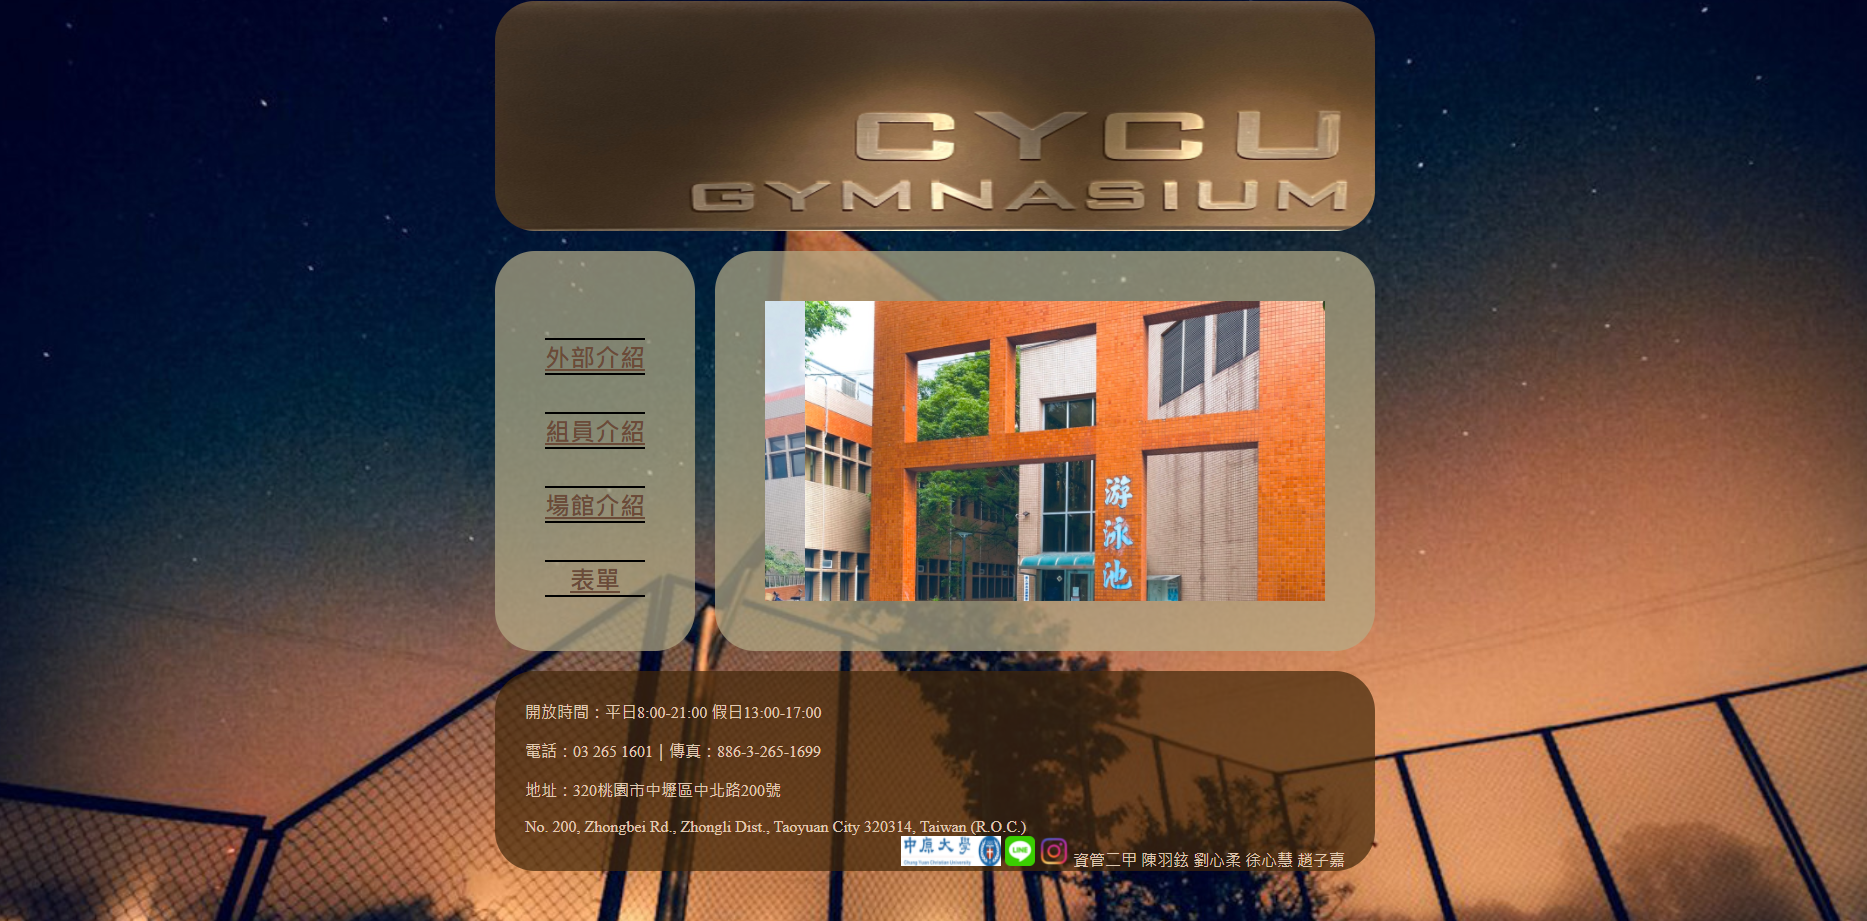 CYCU
GYMNASIUM
外部介紹
組員介紹
場館介紹
表單
游泳池
開放時間：平日8:00-21:00 假日13:00-17:00
電話：03 265 1601｜傳真：886-3-265-1699
地址：320桃園市中壢區中北路200號
No. 200, Zhongbei Rd., Zhongli Dist., Taoyuan City 320314, Taiwan (R.O.C.)
中原大學
Chung Yuan Christian University
LINE
資管二甲 陳羽鉉 劉心柔 徐心慧 趙子嘉